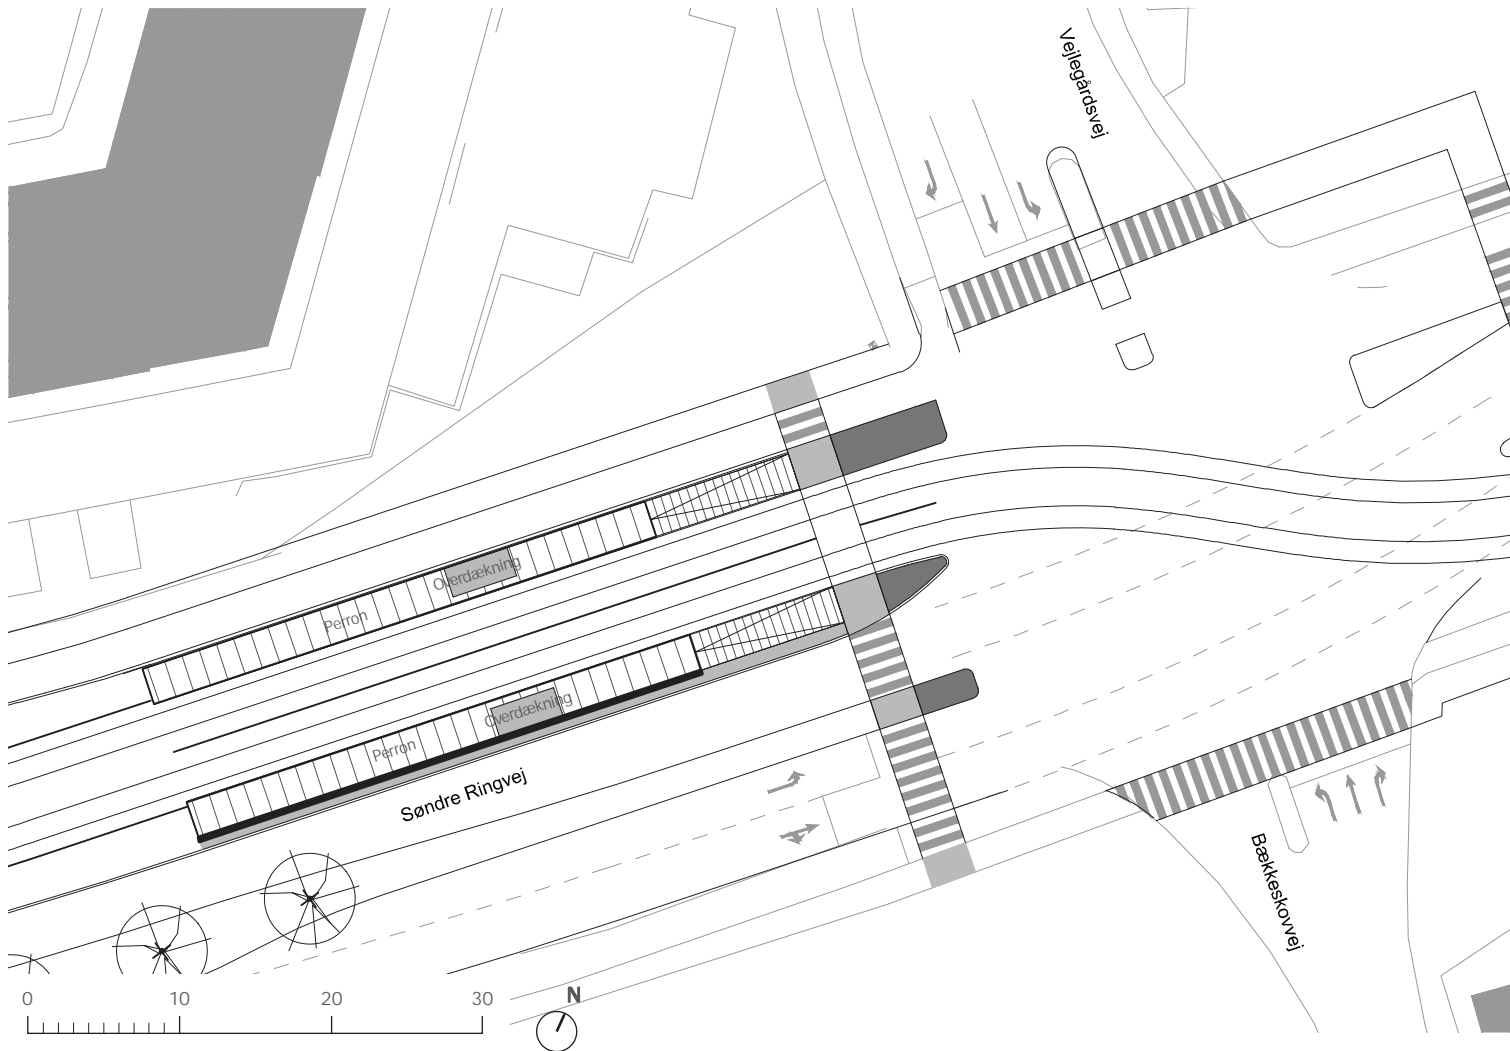 Vejlegårdsvej
Overdækning
Perron
Overdækning
Perron
Søndre Ringvej
Bækkeskovvej
0 10 20 30
N